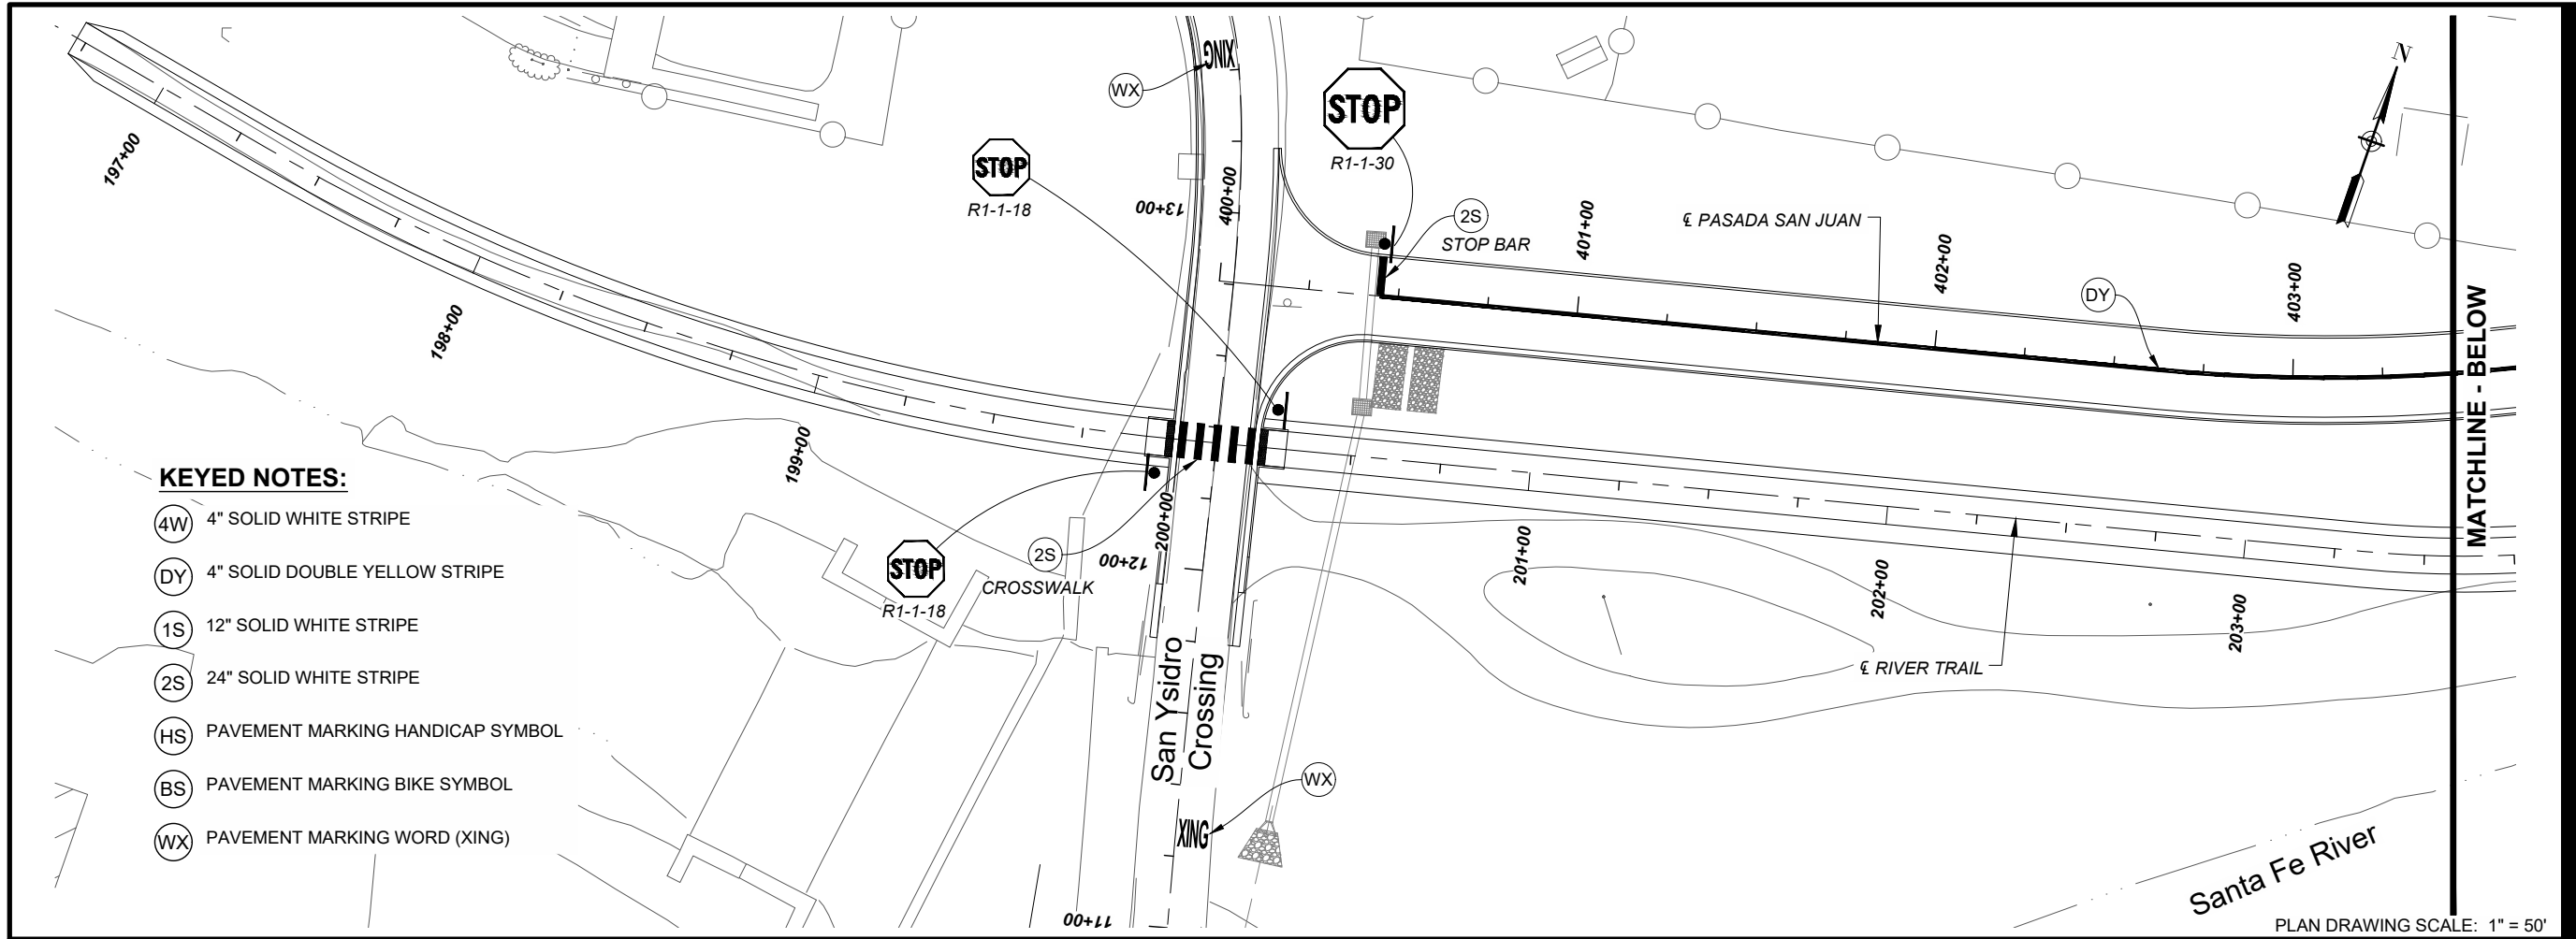 XING
WX
STOP
R1-1-30
STOP
R1-1-18
N
197+00
13+00
400+00
2S
STOP BAR
401+00
℄ PASADA SAN JUAN
402+00
DY
403+00
198+00
199+00
MATCHLINE - BELOW
KEYED NOTES:
4W 4" SOLID WHITE STRIPE
DY 4" SOLID DOUBLE YELLOW STRIPE
1S 12" SOLID WHITE STRIPE
2S 24" SOLID WHITE STRIPE
HS PAVEMENT MARKING HANDICAP SYMBOL
BS PAVEMENT MARKING BIKE SYMBOL
WX PAVEMENT MARKING WORD (XING)
STOP
R1-1-18
2S
CROSSWALK
200+00
12+00
201+00
202+00
203+00
℄ RIVER TRAIL
San Ysidro
Crossing
WX
XING
11+00
Santa Fe River
PLAN DRAWING SCALE: 1" = 50'